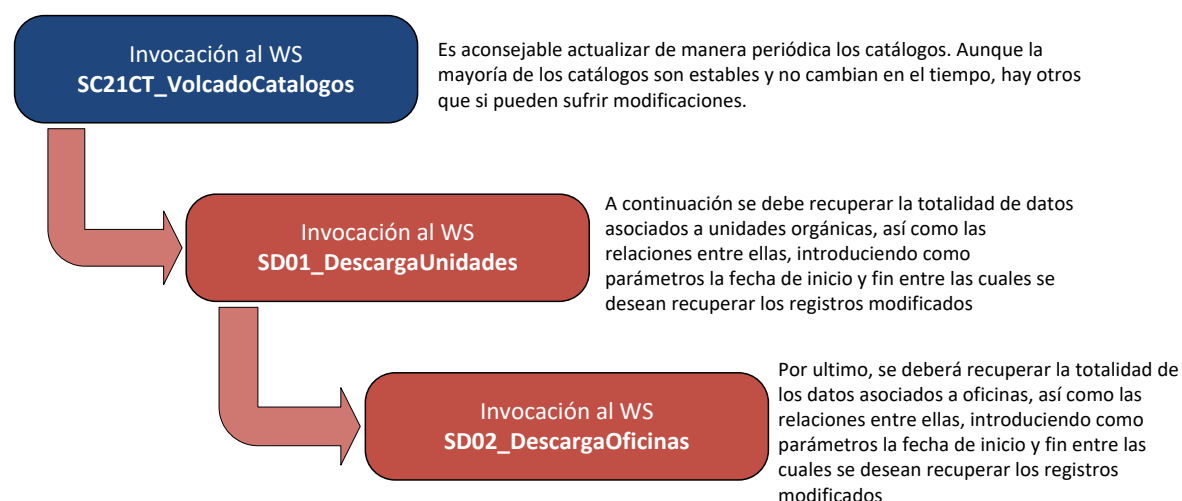 Invocación al WS
SC21CT_VolcadoCatalogos
Es aconsejable actualizar de manera periódica los catálogos. Aunque la
mayoría de los catálogos son estables y no cambian en el tiempo, hay otros
que si pueden sufrir modificaciones.
Invocación al WS
SD01_DescargaUnidades
A continuación se debe recuperar la totalidad de datos
asociados a unidades orgánicas, así como las
relaciones entre ellas, introduciendo como
parámetros la fecha de inicio y fin entre las cuales se
desean recuperar los registros modificados
Invocación al WS
SD02_DescargaOficinas
Por ultimo, se deberá recuperar la totalidad de
los datos asociados a oficinas, así como las
relaciones entre ellas, introduciendo como
parámetros la fecha de inicio y fin entre las
cuales se desean recuperar los registros
modificados